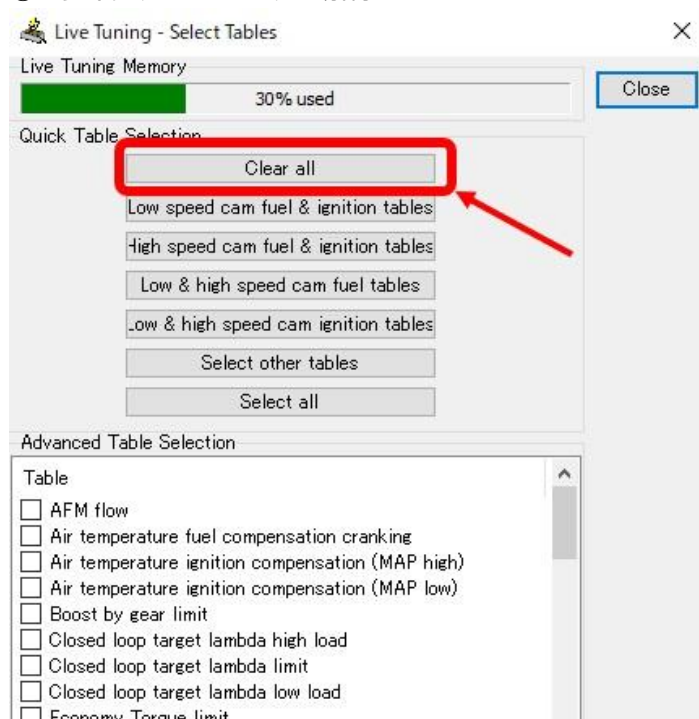 Live Tuning - Select Tables
Live Tuning Memory
30% used
Close
Quick Table Selection
Clear all
Low speed cam fuel & ignition tables
High speed cam fuel & ignition tables
Low & high speed cam fuel tables
Low & high speed cam ignition tables
Select other tables
Select all
Advanced Table Selection
Table
AFM flow
Air temperature fuel compensation cranking
Air temperature ignition compensation (MAP high)
Air temperature ignition compensation (MAP low)
Boost by gear limit
Closed loop target lambda high load
Closed loop target lambda limit
Closed loop target lambda low load
Economy Torque limit